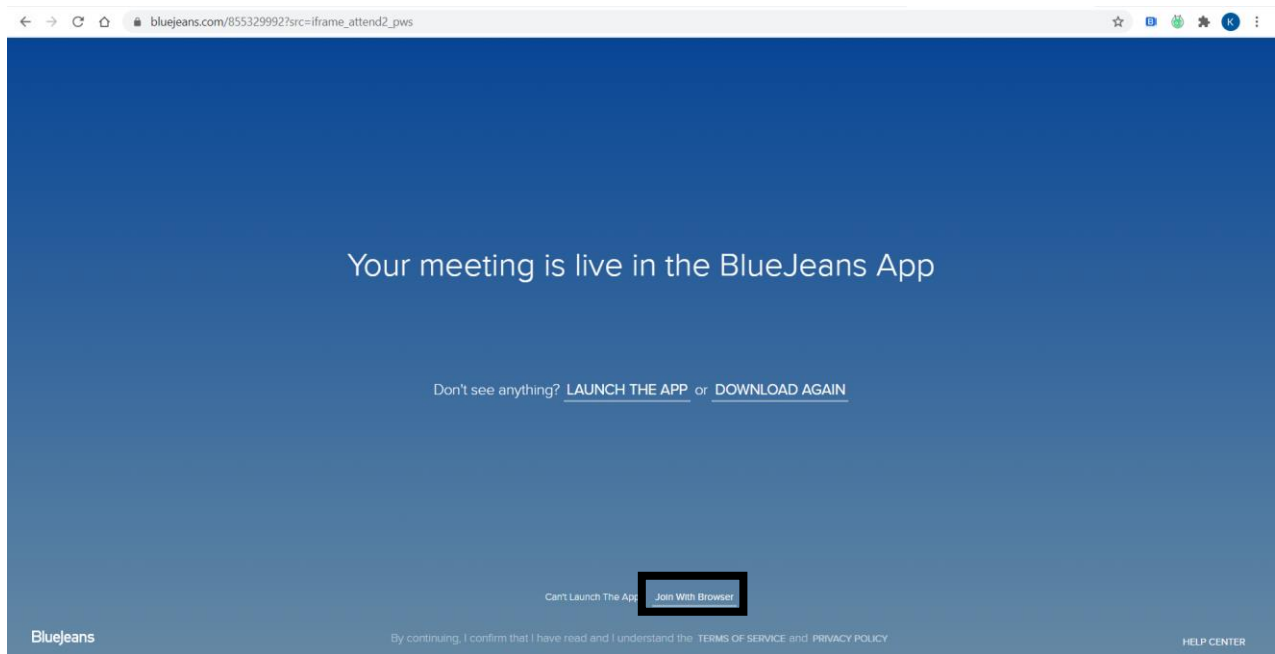 bluejeans.com/855329992?src=iframe_attend2_pws
B
K
Your meeting is live in the BlueJeans App
Don't see anything? LAUNCH THE APP or DOWNLOAD AGAIN
Can't Launch The App Join With Browser
BlueJeans
By continuing, I confirm that I have read and I understand the TERMS OF SERVICE and PRIVACY POLICY
HELP CENTER